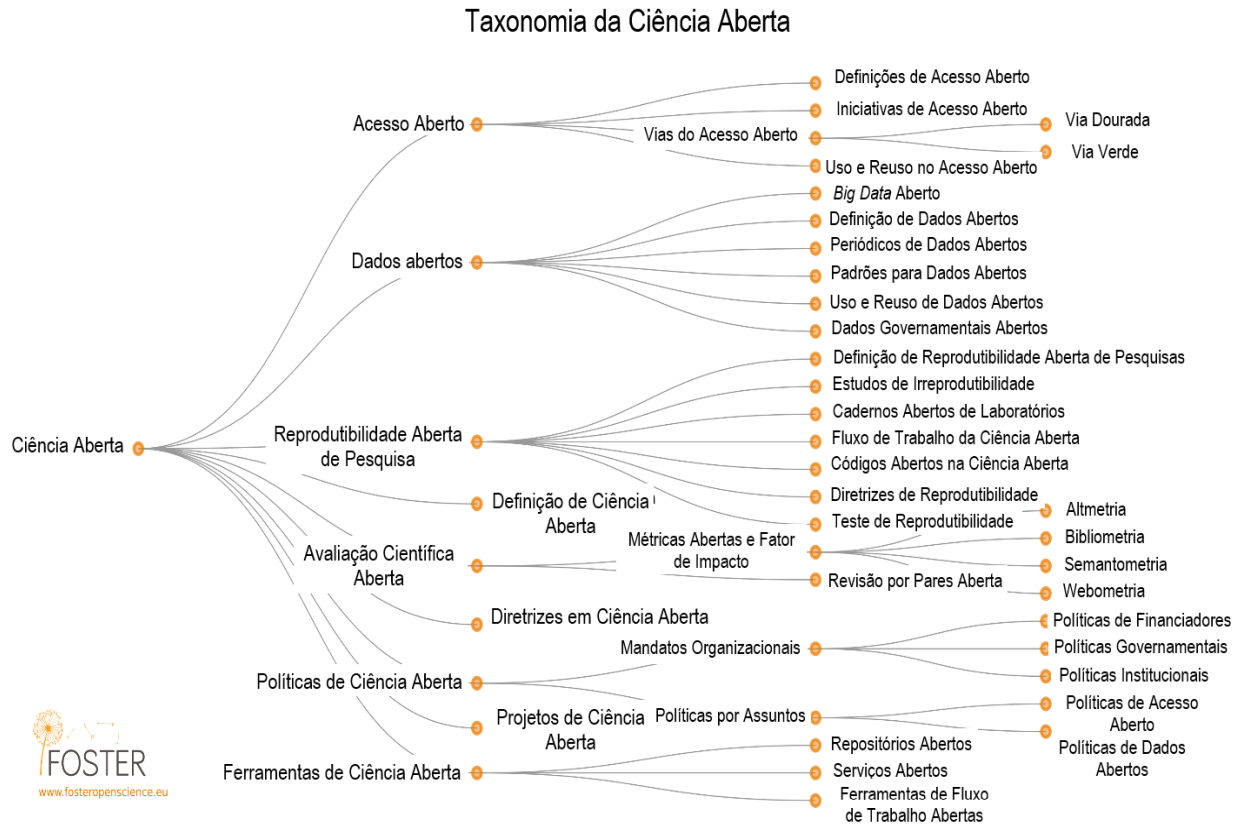 Taxonomia da Ciência Aberta
Definições de Acesso Aberto
Iniciativas de Acesso Aberto
Acesso Aberto
Vias do Acesso Aberto
Via Dourada
Via Verde
Uso e Reuso no Acesso Aberto
Big Data Aberto
Definição de Dados Abertos
Periódicos de Dados Abertos
Dados abertos
Padrões para Dados Abertos
Uso e Reuso de Dados Abertos
Dados Governamentais Abertos
Definição de Reprodutibilidade Aberta de Pesquisas
Estudos de Irreprodutibilidade
Cadernos Abertos de Laboratórios
Ciência Aberta
Reprodutibilidade Aberta
de Pesquisa
Fluxo de Trabalho da Ciência Aberta
Códigos Abertos na Ciência Aberta
Diretrizes de Reprodutibilidade
Teste de Reprodutibilidade
Definição de Ciência
Aberta
Avaliação Científica
Aberta
Métricas Abertas e Fator
de Impacto
Altmetria
Bibliometria
Semantometria
Webometria
Revisão por Pares Aberta
Diretrizes em Ciência Aberta
Políticas de Ciência Aberta
Mandatos Organizacionais
Políticas de Financiadores
Políticas Governamentais
Políticas Institucionais
Políticas por Assuntos
Políticas de Acesso
Aberto
Políticas de Dados
Abertos
Projetos de Ciência
Aberta
Ferramentas de Ciência Aberta
Repositórios Abertos
Serviços Abertos
Ferramentas de Fluxo
de Trabalho Abertas
FOSTER
www.fosteropenscience.eu